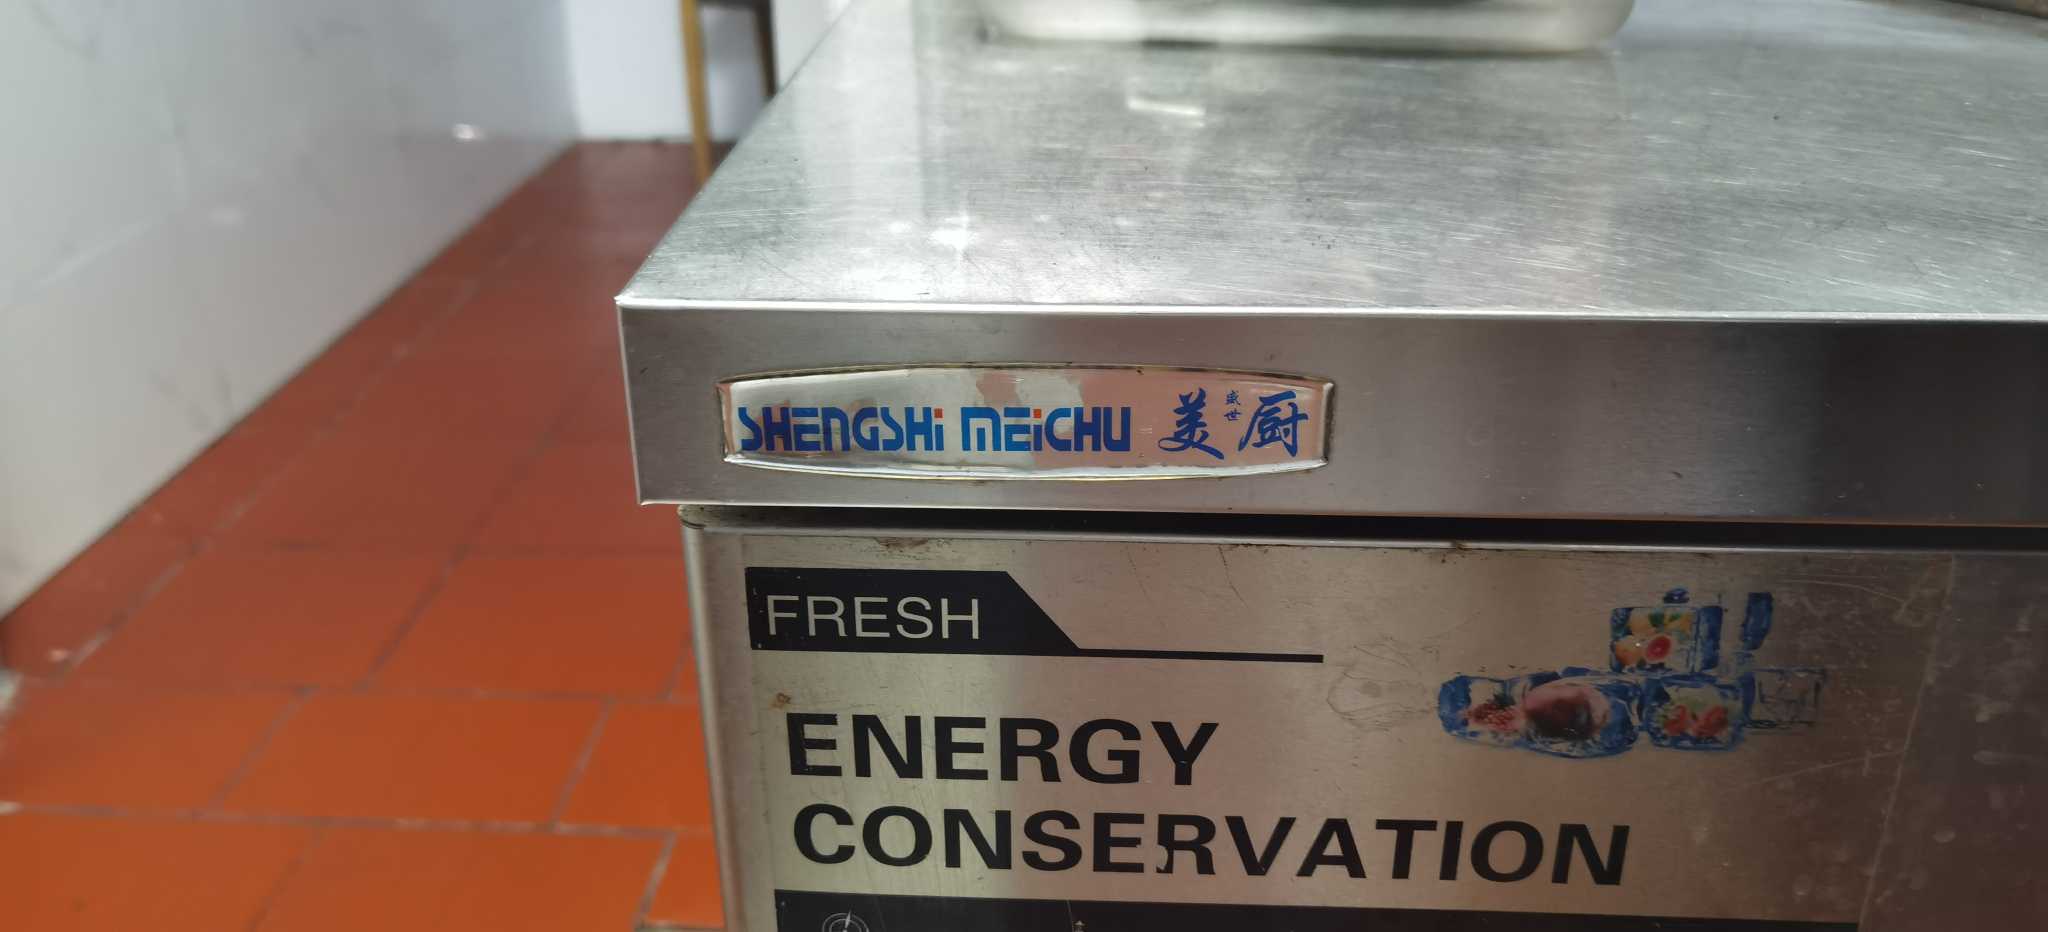 SHENGSHI MEICHU 美盛世厨
FRESH
ENERGY
CONSERVATION